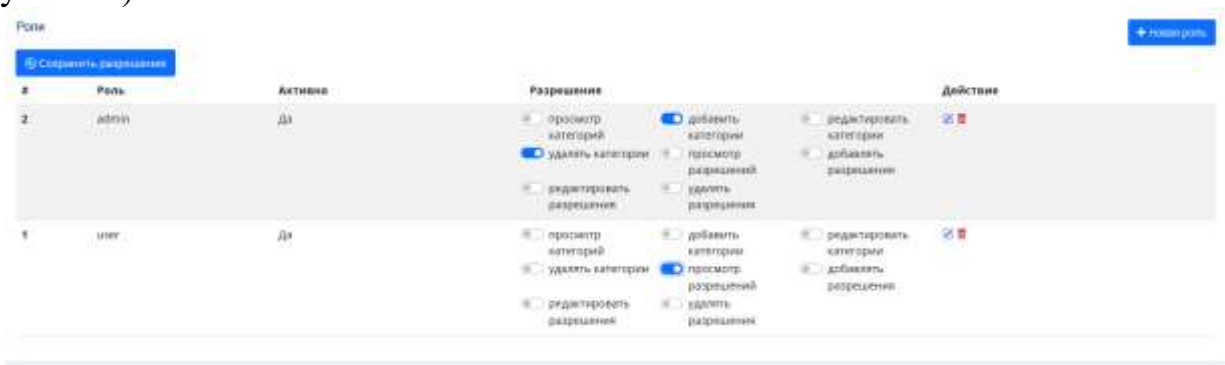 Роли
+ Новая роль
Сохранить разрешения
# Роль Активна Разрешение Действие
2 admin Да просмотр категорий добавить категории редактировать категории
удалять категории просмотр разрешений добавлять разрешения
редактировать разрешения удалять разрешения
1 user Да просмотр категорий добавить категории редактировать категории
удалять категории просмотр разрешений добавлять разрешения
редактировать разрешения удалять разрешения